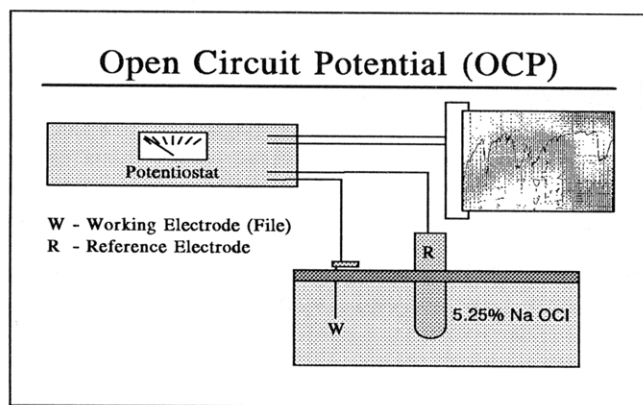 Open Circuit Potential (OCP)
Potentiostat
W - Working Electrode (File)
R - Reference Electrode
R
5.25% Na OCl
W